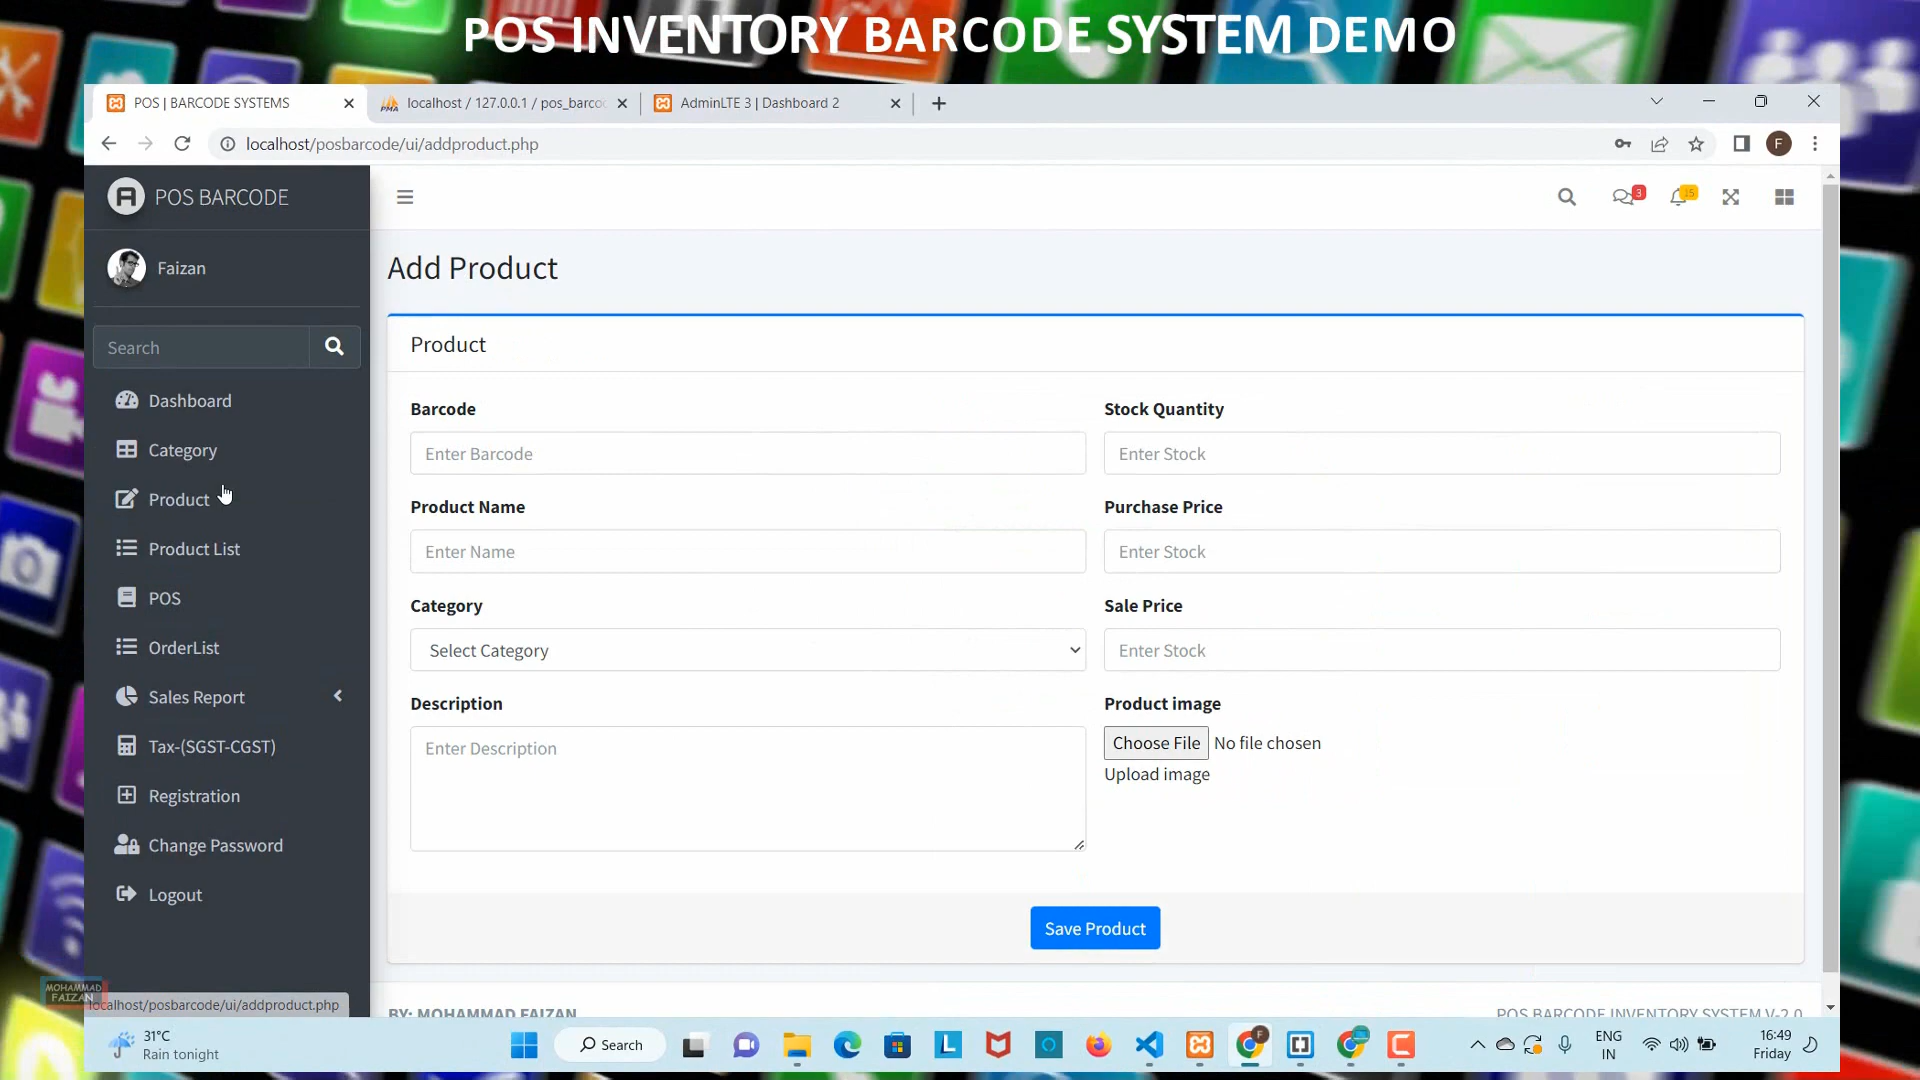 POS INVENTORY BARCODE SYSTEM DEMO
POS | BARCODE SYSTEMS
localhost / 127.0.0.1 / pos_barco
AdminLTE 3 | Dashboard 2
localhost/posbarcode/ui/addproduct.php
POS BARCODE
3
15
Faizan
Add Product
Search
Product
Dashboard
Category
Product
Product List
POS
OrderList
Sales Report
Tax-(SGST-CGST)
Registration
Change Password
Logout
Barcode
Enter Barcode
Product Name
Enter Name
Category
Select Category
Description
Enter Description
Stock Quantity
Enter Stock
Purchase Price
Enter Stock
Sale Price
Enter Stock
Product image
Choose File No file chosen
Upload image
Save Product
BY: MOHAMMAD FAIZAN
POS BARCODE INVENTORY SYSTEM V-2.0
MOHAMMAD
FAIZAN
localhost/posbarcode/ui/addproduct.php
31°C
Rain tonight
Search
ENG
IN
16:49
Friday